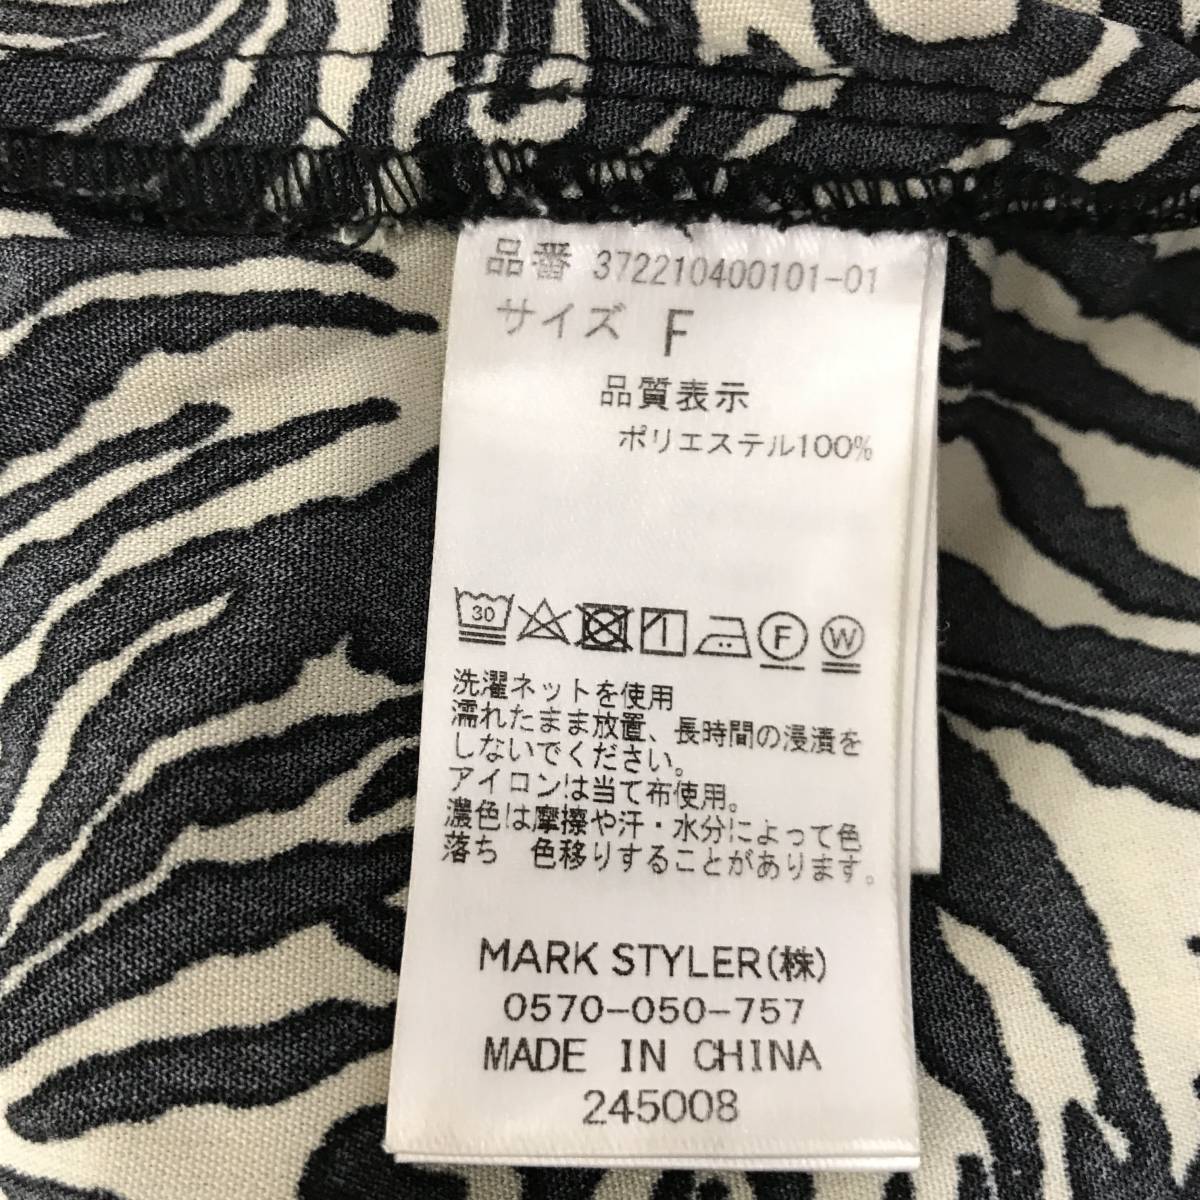 品番 372210400101-01
サイズ F
品質表示
ポリエステル100%
30 F W
洗濯ネットを使用
濡れたまま放置、長時間の浸漬を
しないでください。
アイロンは当て布使用。
濃色は摩擦や汗・水分によって色
落ち 色移りすることがあります。
MARK STYLER(株)
0570-050-757
MADE IN CHINA
245008